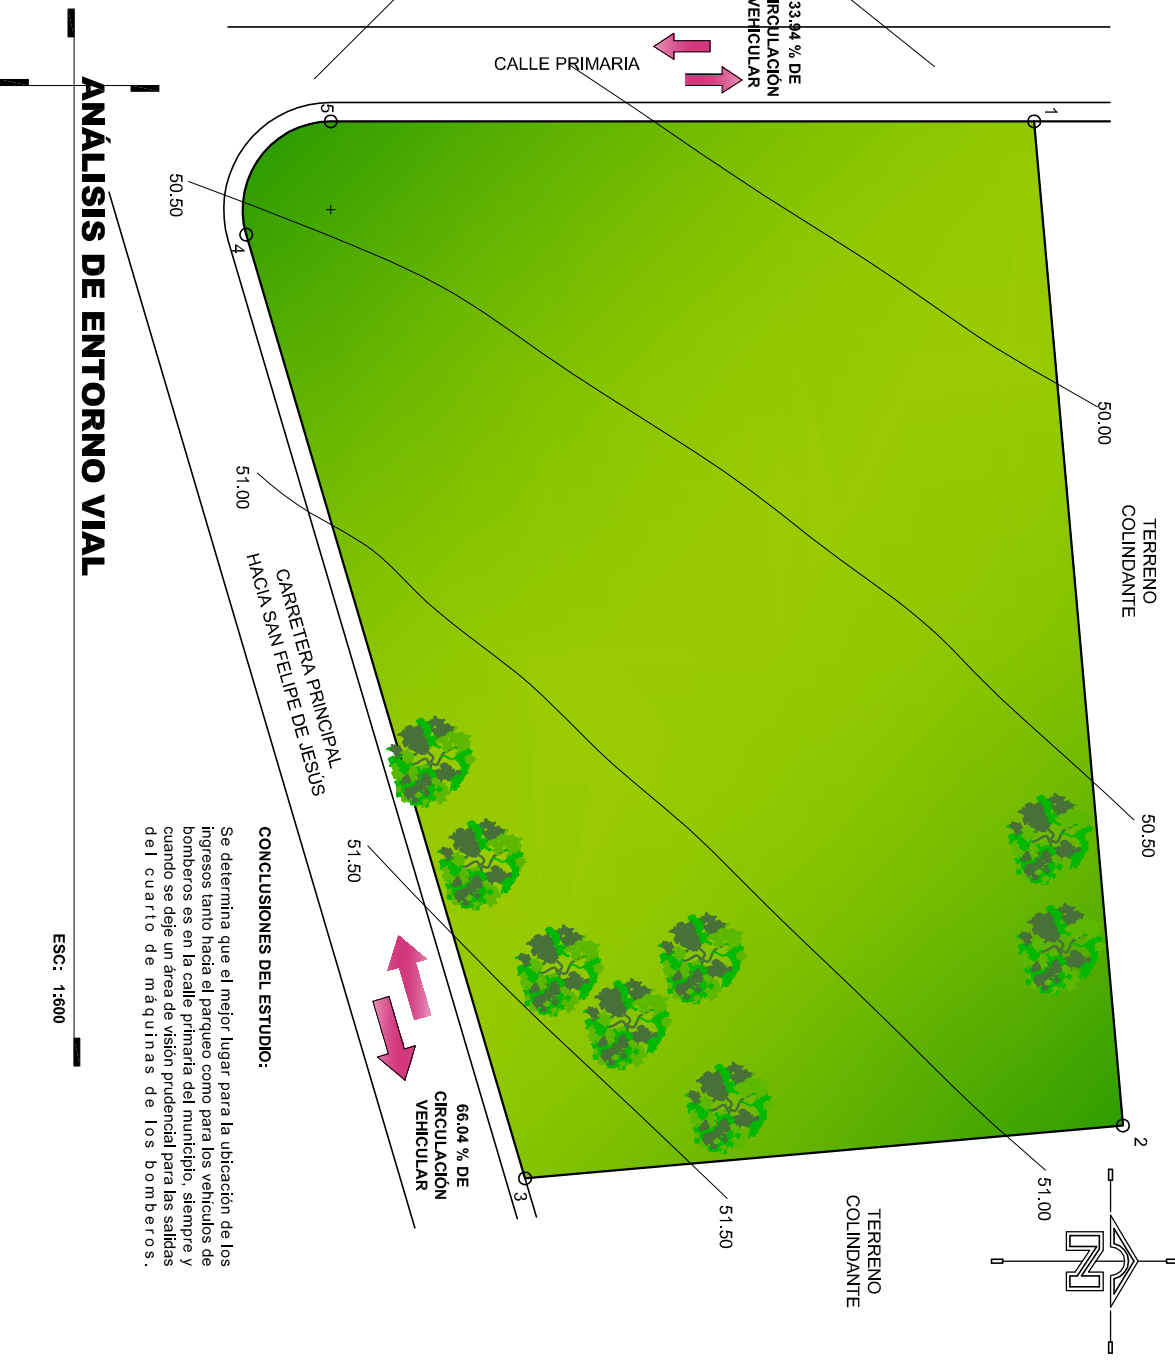 ANÁLISIS DE ENTORNO VIAL
ESC: 1:600
CALLE PRIMARIA
33.94 % DE
CIRCULACIÓN
VEHICULAR
1
2
3
4
5
50.00
50.50
50.50
51.00
51.00
51.50
51.50
TERRENO
COLINDANTE
TERRENO
COLINDANTE
CARRETERA PRINCIPAL
HACIA SAN FELIPE DE JESÚS
66.04 % DE
CIRCULACIÓN
VEHICULAR
N
CONCLUSIONES DEL ESTUDIO:
Se determina que el mejor lugar para la ubicación de los
ingresos tanto hacia el parqueo como para los vehículos de
bomberos es en la calle primaria del municipio, siempre y
cuando se deje un área de visión prudencial para las salidas
del cuarto de máquinas de los bomberos.